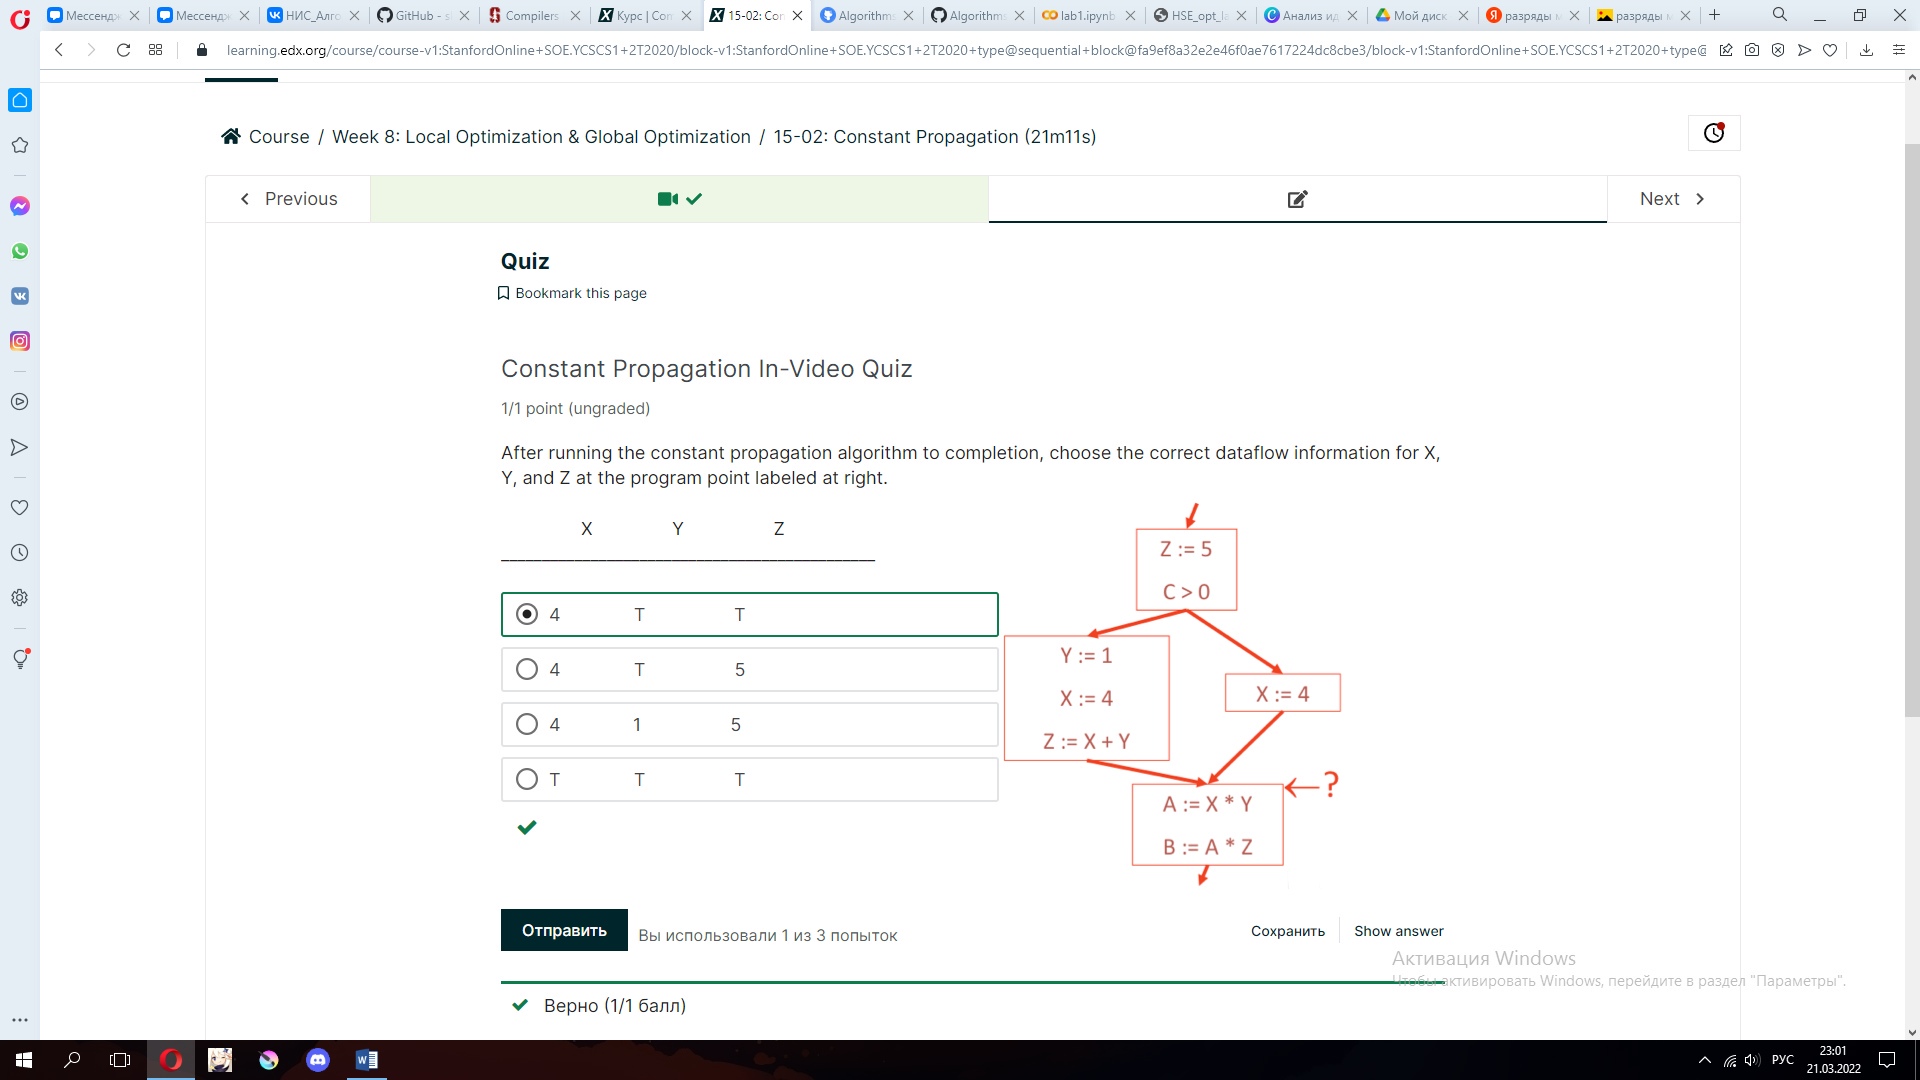 Мессендж
Мессендж
НИС_Алго
GitHub - s
Compilers
Курс | Con
15-02: Con
Algorithms
Algorithms
lab1.ipynb
HSE_opt_la
Анализ ид
Мой диск
разряды м
разряды м
learning.edx.org/course/course-v1:StanfordOnline+SOE.YCSCS1+2T2020/block-v1:StanfordOnline+SOE.YCSCS1+2T2020+type@sequential+block@fa9ef8a32e2e46f0ae7617224dc8cbe3/block-v1:StanfordOnline+SOE.YCSCS1+2T2020+type@
Course / Week 8: Local Optimization & Global Optimization / 15-02: Constant Propagation (21m11s)
Previous
Next
Quiz
Bookmark this page
Constant Propagation In-Video Quiz
1/1 point (ungraded)
After running the constant propagation algorithm to completion, choose the correct dataflow information for X,
Y, and Z at the program point labeled at right.
X Y Z
4 T T
4 T 5
4 1 5
T T T
Z := 5
C > 0
Y := 1
X := 4
Z := X + Y
X := 4
?
A := X * Y
B := A * Z
Отправить
Вы использовали 1 из 3 попыток
Сохранить
Show answer
Активация Windows
Чтобы активировать Windows, перейдите в раздел "Параметры".
Верно (1/1 балл)
РУС
23:01
21.03.2022